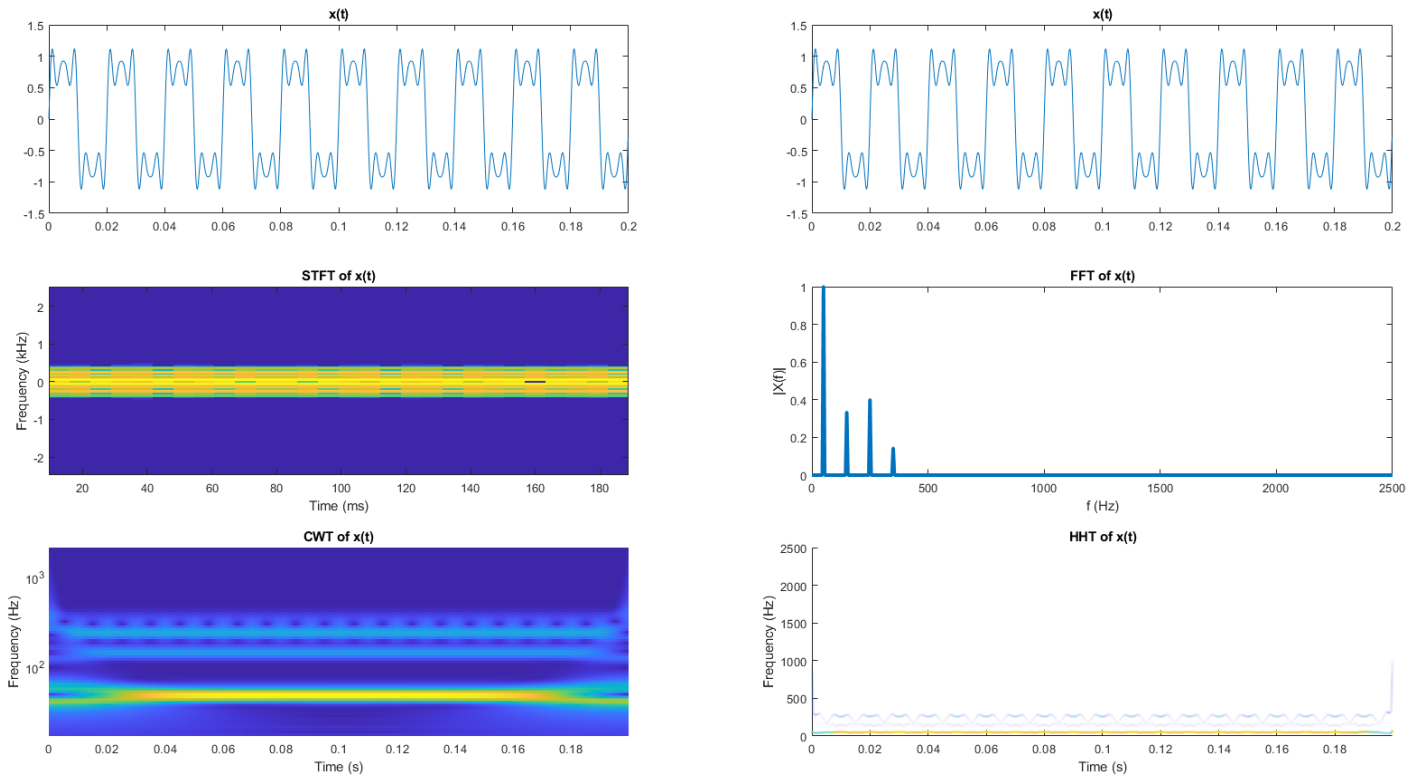 x(t)
1.5
1
0.5
0
-0.5
-1
-1.5
0 0.02 0.04 0.06 0.08 0.1 0.12 0.14 0.16 0.18 0.2
x(t)
1.5
1
0.5
0
-0.5
-1
-1.5
0 0.02 0.04 0.06 0.08 0.1 0.12 0.14 0.16 0.18 0.2
STFT of x(t)
Frequency (kHz)
2
1
0
-1
-2
20 40 60 80 100 120 140 160 180
Time (ms)
FFT of x(t)
|X(f)|
1
0.8
0.6
0.4
0.2
0
0 500 1000 1500 2000 2500
f (Hz)
CWT of x(t)
Frequency (Hz)
10³
10²
0 0.02 0.04 0.06 0.08 0.1 0.12 0.14 0.16 0.18
Time (s)
HHT of x(t)
Frequency (Hz)
2500
2000
1500
1000
500
0
0 0.02 0.04 0.06 0.08 0.1 0.12 0.14 0.16 0.18
Time (s)